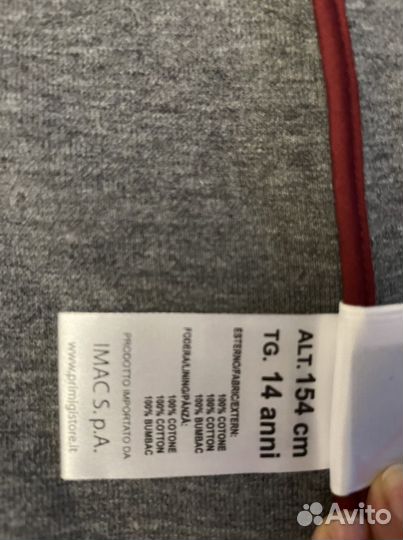 ALT. 154 cm
TG. 14 anni
ESTERNO/FABRIC/EXTERN:
100% COTONE
100% COTTON
100% BUMBAC
FODERA/LINING/PÂNZĂ:
100% COTONE
100% COTTON
100% BUMBAC
PRODOTTO IMPORTATO DA
IMAC S.p.A.
www.primigistore.it
Avito